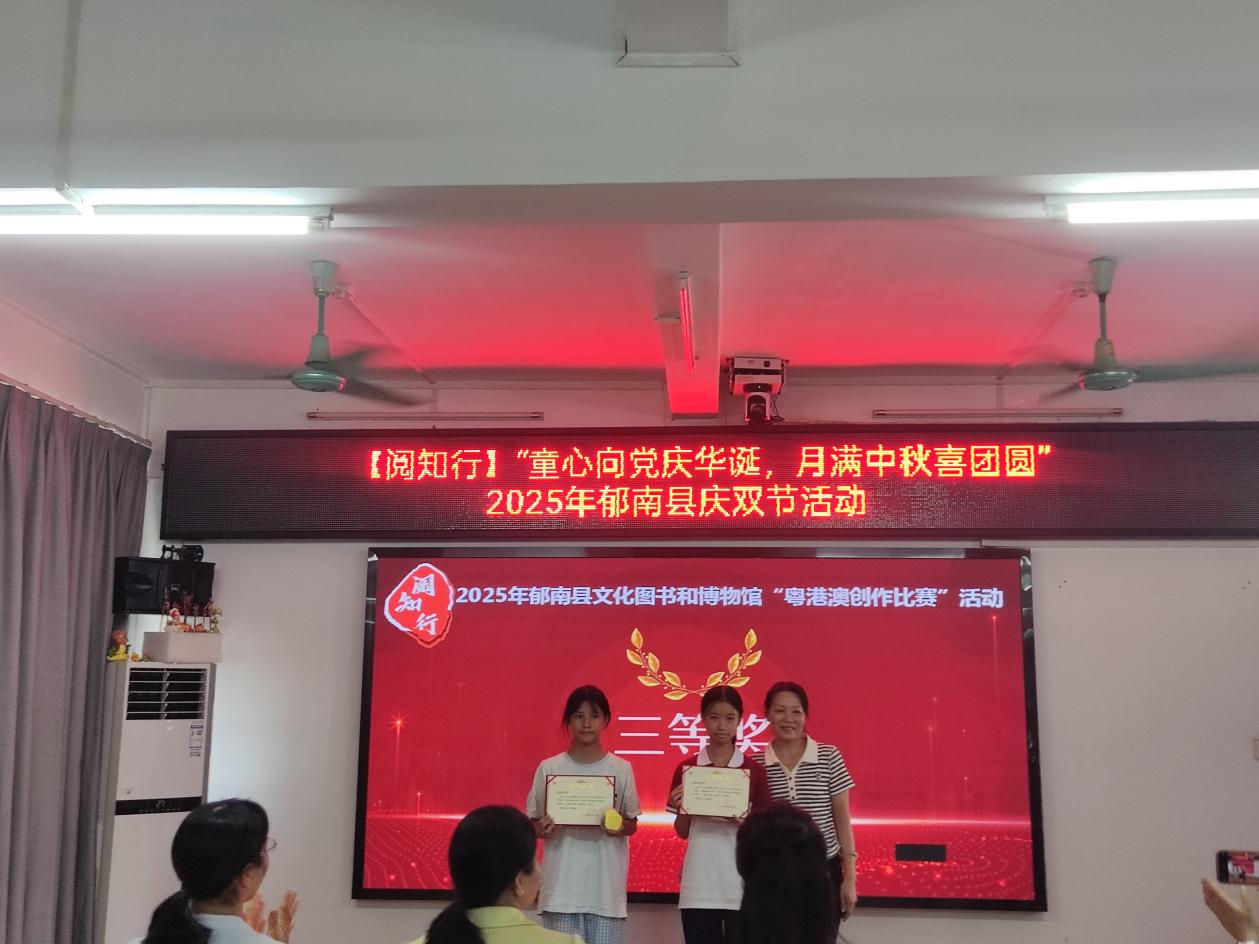 【阅知行】“童心向党庆华诞，月满中秋喜团圆”
2025年郁南县庆双节活动
阅知行
2025年郁南县文化图书和博物馆“粤港澳创作比赛”活动
三等奖